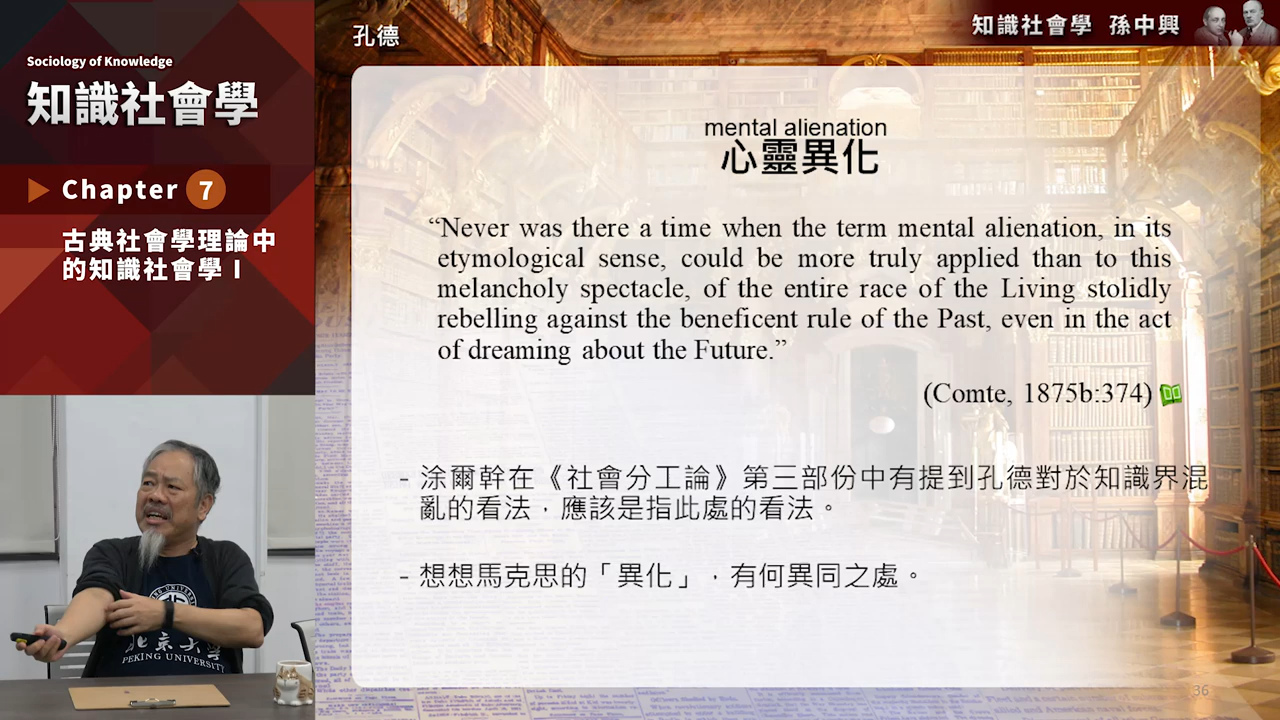 Sociology of Knowledge
知識社會學
Chapter 7
古典社會學理論中
的知識社會學 I
孔德
知識社會學 孫中興
mental alienation
心靈異化
“Never was there a time when the term mental alienation, in its
etymological sense, could be more truly applied than to this
melancholy spectacle, of the entire race of the Living stolidly
rebelling against the beneficent rule of the Past, even in the act
of dreaming about the Future.”
(Comte, 1875b:374)
- 涂爾幹在《社會分工論》第三部份中有提到孔德對於知識界混
亂的看法，應該是指此處的看法。
- 想想馬克思的「異化」，有何異同之處。
北京大学
PEKING UNIVERSITY
36